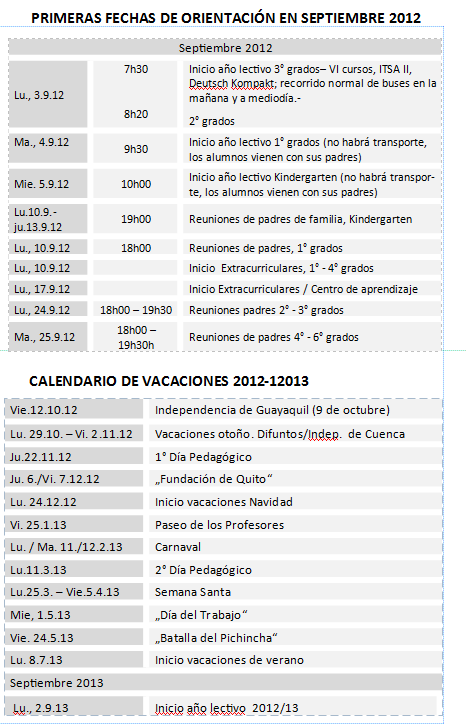 PRIMERAS FECHAS DE ORIENTACIÓN EN SEPTIEMBRE 2012
Septiembre 2012
Lu., 3.9.12
7h30
Inicio año lectivo 3° grados– VI cursos, ITSA II,
Deutsch Kompakt; recorrido normal de buses en la
mañana y a mediodía.-
8h20
2° grados
Ma., 4.9.12
9h30
Inicio año lectivo 1° grados (no habrá transporte,
los alumnos vienen con sus padres)
Mie. 5.9.12
10h00
Inicio año lectivo Kindergarten (no habrá transpor-
te, los alumnos vienen con sus padres)
Lu.10.9.-
ju.13.9.12
19h00
Reuniones de padres de familia, Kindergarten
Lu., 10.9.12
18h00
Reuniones de padres, 1° grados
Lu., 10.9.12
Inicio Extracurriculares, 1° - 4° grados
Lu., 17.9.12
Inicio Extracurriculares / Centro de aprendizaje
Lu., 24.9.12
18h00 – 19h30
Reuniones padres 2° - 3° grados
Ma., 25.9.12
18h00 –
19h30h
Reuniones de padres 4° - 6° grados
CALENDARIO DE VACACIONES 2012-12013
Vie.12.10.12
Independencia de Guayaquil (9 de octubre)
Lu. 29.10. – Vi. 2.11.12
Vacaciones otoño. Difuntos/Indep. de Cuenca
Ju.22.11.12
1° Día Pedagógico
Ju. 6./Vi. 7.12.12
„Fundación de Quito“
Lu. 24.12.12
Inicio vacaciones Navidad
Vi. 25.1.13
Paseo de los Profesores
Lu. / Ma. 11./12.2.13
Carnaval
Lu.11.3.13
2° Día Pedagógico
Lu.25.3. – Vie.5.4.13
Semana Santa
Mie, 1.5.13
„Día del Trabajo“
Vie. 24.5.13
„Batalla del Pichincha“
Lu. 8.7.13
Inicio vacaciones de verano
Septiembre 2013
Lu., 2.9.13
Inicio año lectivo 2012/13